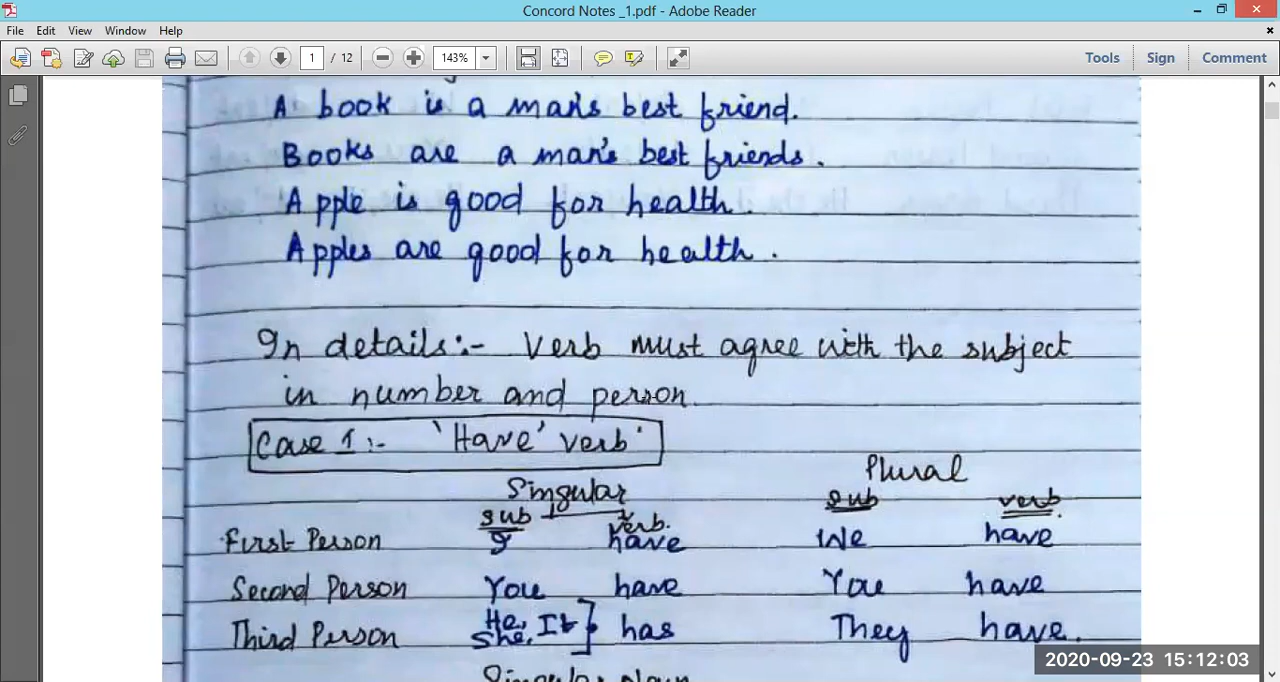 Concord Notes _1.pdf - Adobe Reader
File Edit View Window Help
1 / 12 143% Tools Sign Comment
A book is a man's best friend.
Books are a man's best friends.
Apple is good for health.
Apples are good for health.
In details:- Verb must agree with the subject
in number and person.
Case 1:- 'Have' verb'
Singular Plural
sub verb. sub verb
First Person I have We have
Second Person You have You have
Third Person He, She, It has They have.
Singular Noun
2020-09-23 15:12:03